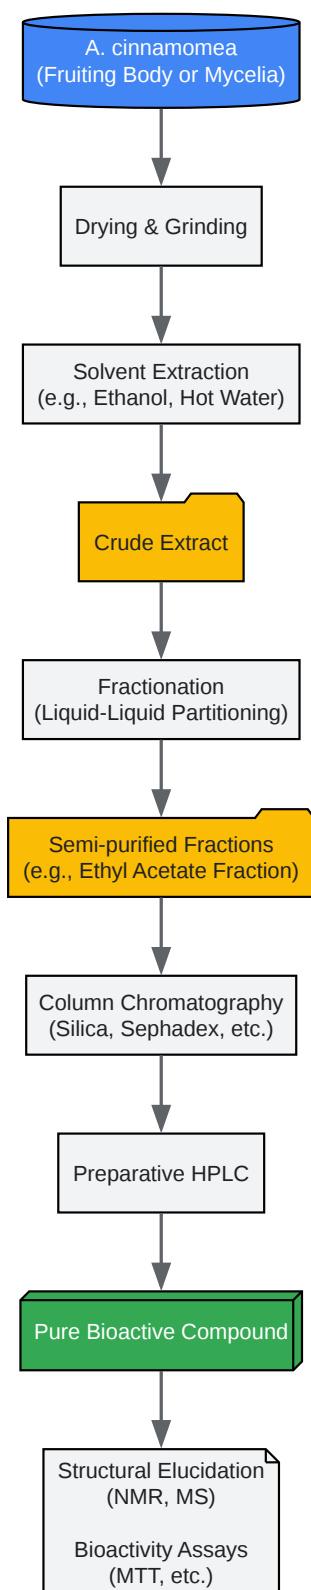 A. cinnamomea
(Fruiting Body or Mycelia)
Drying & Grinding
Solvent Extraction
(e.g., Ethanol, Hot Water)
Crude Extract
Fractionation
(Liquid-Liquid Partitioning)
Semi-purified Fractions
(e.g., Ethyl Acetate Fraction)
Column Chromatography
(Silica, Sephadex, etc.)
Preparative HPLC
Pure Bioactive Compound
Structural Elucidation
(NMR, MS)
Bioactivity Assays
(MTT, etc.)